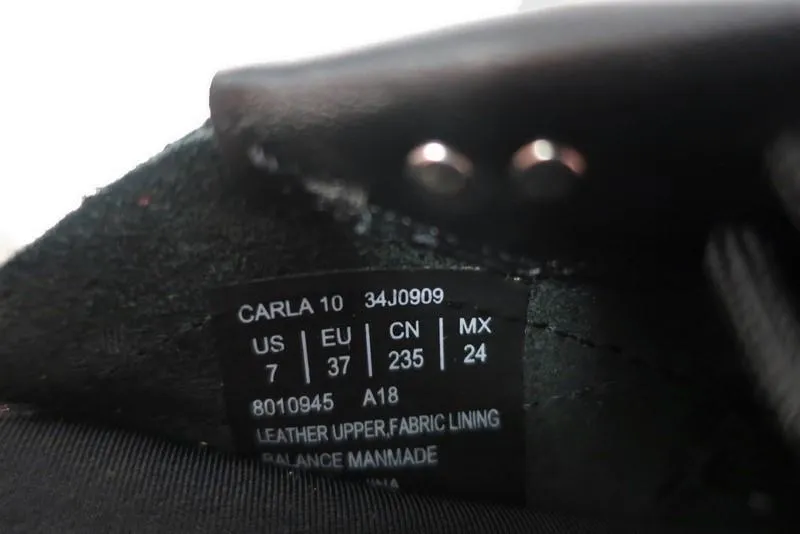 CARLA 10 34J0909
US | EU | CN | MX
7 | 37 | 235 | 24
8010945 A18
LEATHER UPPER,FABRIC LINING
BALANCE MANMADE